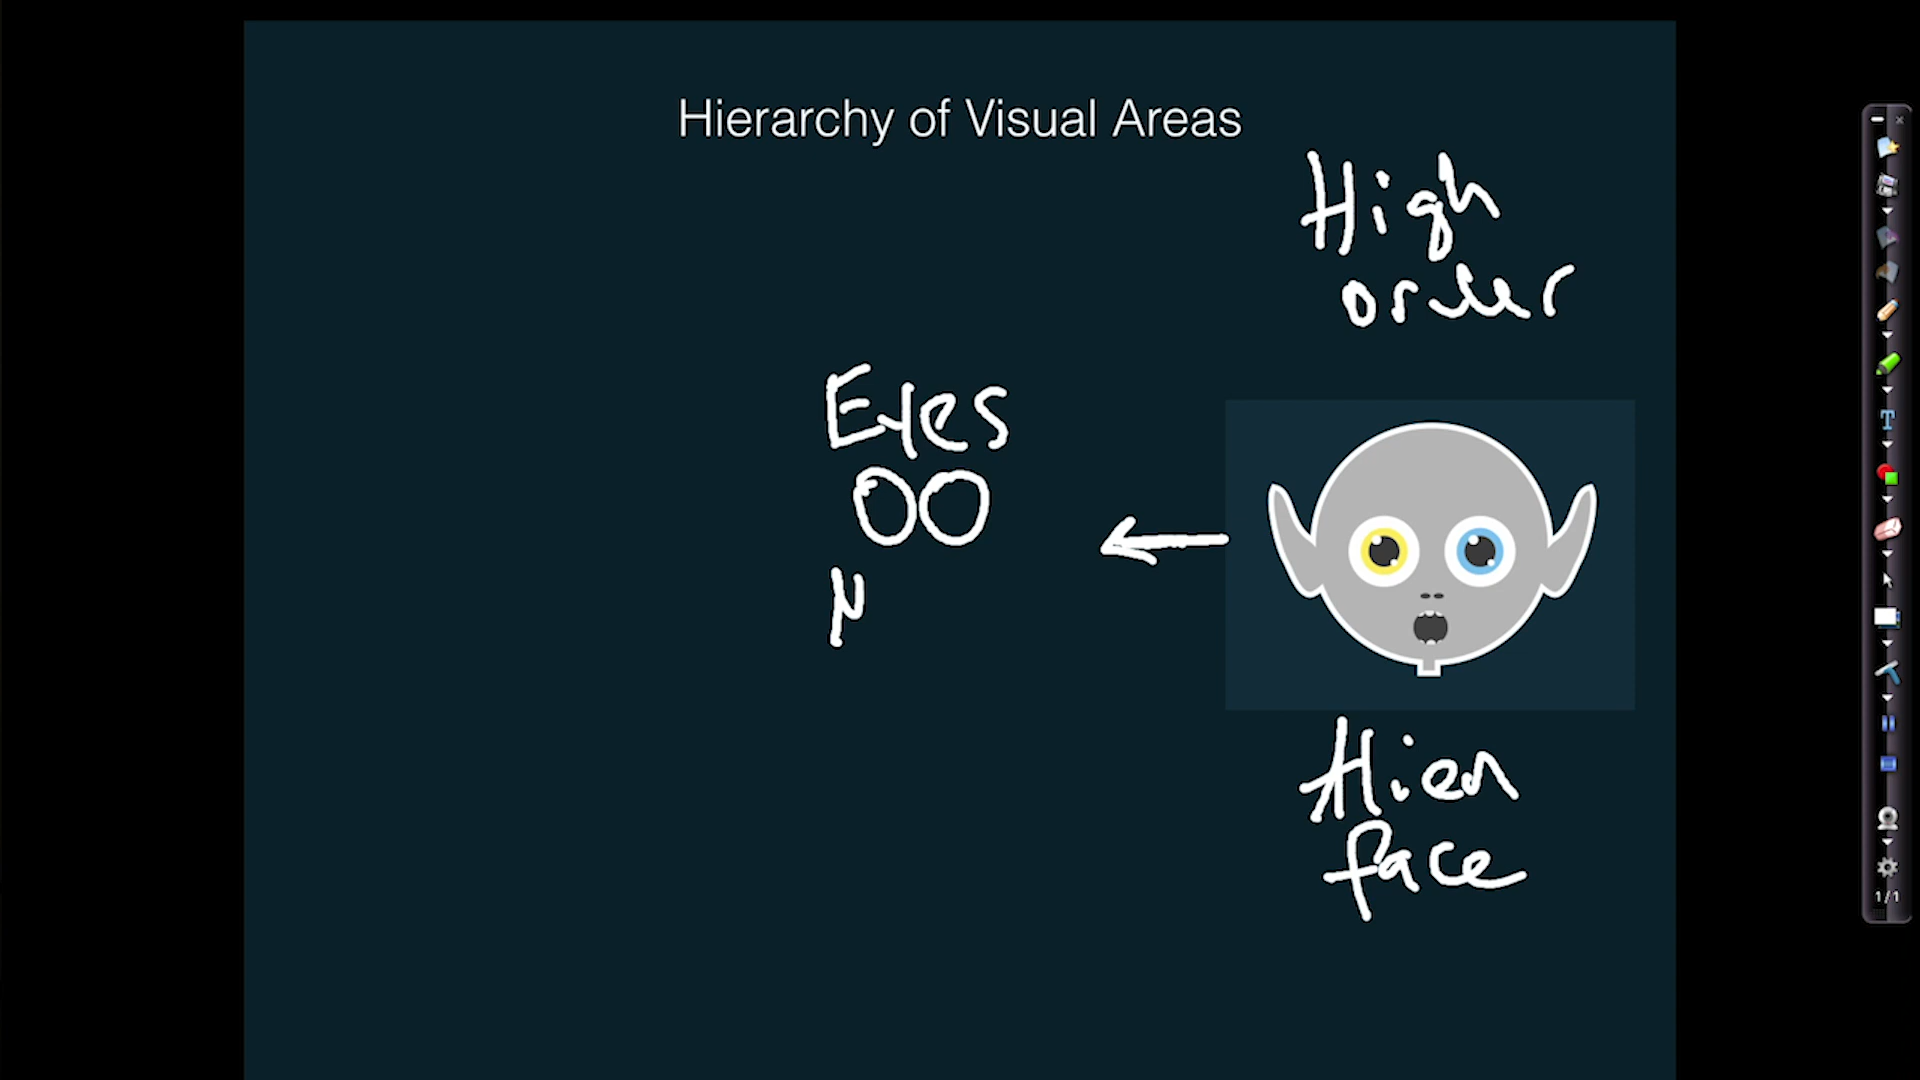 Hierarchy of Visual Areas
High
order
Eyes
N
Alien
face
T
1/1